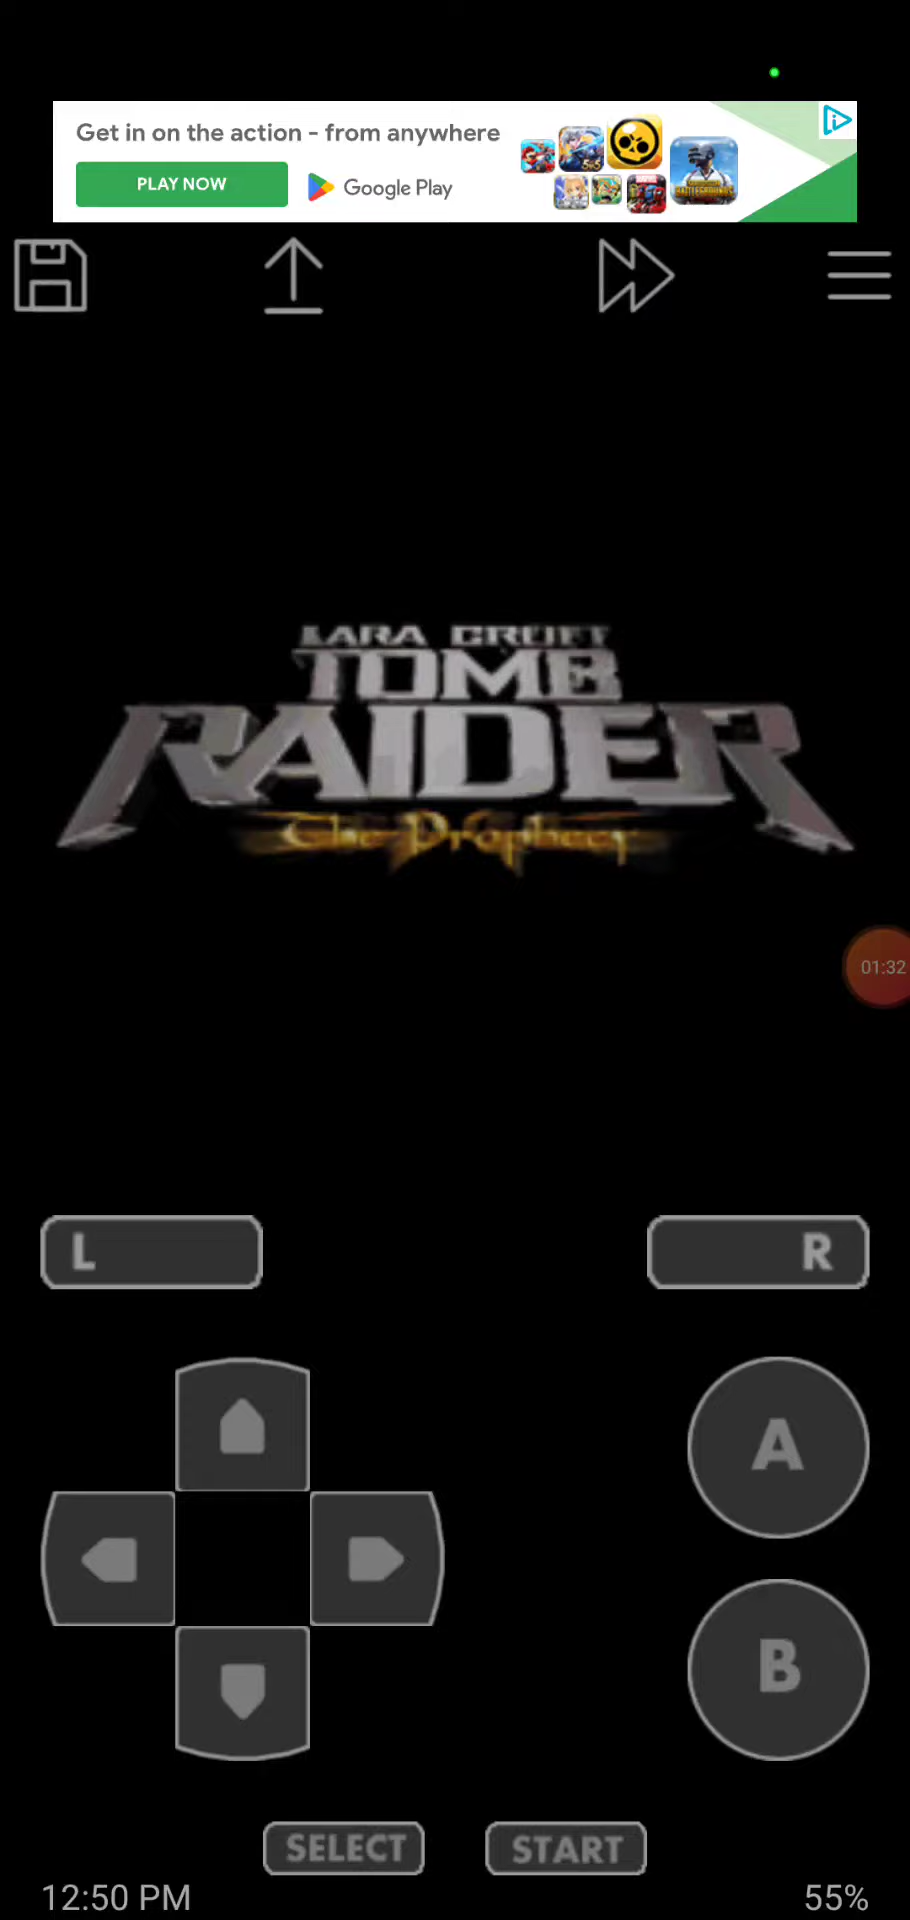 Get in on the action - from anywhere
PLAY NOW
Google Play
LARA CROFT
TOMB
RAIDER
The Prophecy
01:32
L
R
A
B
SELECT
START
12:50 PM
55%